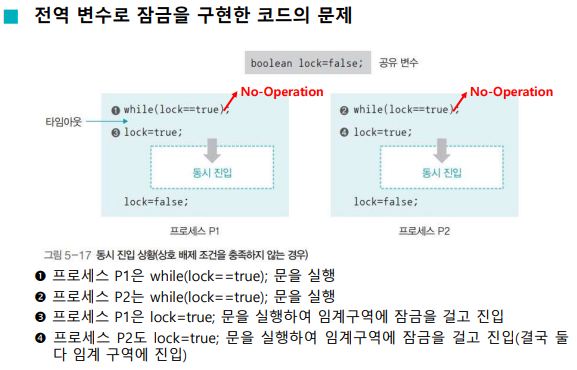 전역 변수로 잠금을 구현한 코드의 문제
boolean lock=false; 공유 변수
No-Operation No-Operation
❶ while(lock==true); ❷ while(lock==true);
타임아웃
❸ lock=true; ❹ lock=true;
동시 진입 동시 진입
lock=false; lock=false;
프로세스 P1 프로세스 P2
그림 5-17 동시 진입 상황(상호 배제 조건을 충족하지 않는 경우)
❶ 프로세스 P1은 while(lock==true); 문을 실행
❷ 프로세스 P2는 while(lock==true); 문을 실행
❸ 프로세스 P1은 lock=true; 문을 실행하여 임계구역에 잠금을 걸고 진입
❹ 프로세스 P2도 lock=true; 문을 실행하여 임계구역에 잠금을 걸고 진입(결국 둘
다 임계 구역에 진입)